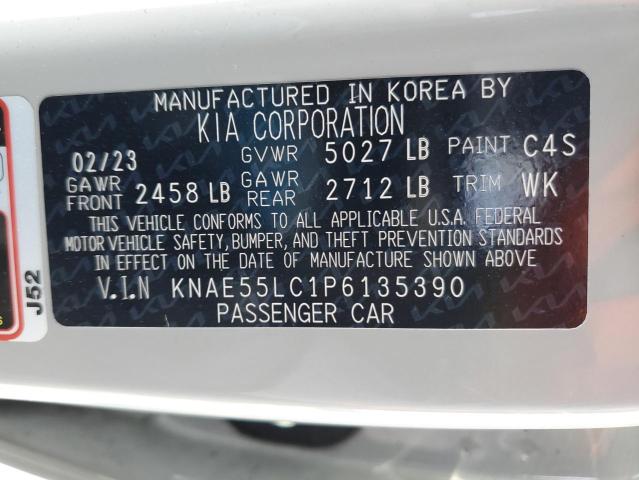 MANUFACTURED IN KOREA BY
KIA CORPORATION
02/23 GVWR 5027 LB PAINT C4S
GAWR FRONT 2458 LB GAWR REAR 2712 LB TRIM WK
THIS VEHICLE CONFORMS TO ALL APPLICABLE U.S.A. FEDERAL
MOTOR VEHICLE SAFETY, BUMPER, AND THEFT PREVENTION STANDARDS
IN EFFECT ON THE DATE OF MANUFACTURE SHOWN ABOVE
V.I.N KNAE55LC1P6135390
PASSENGER CAR
J52